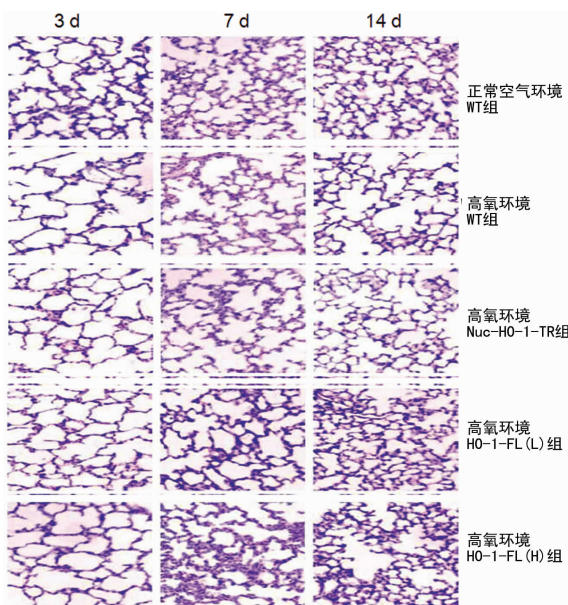 3 d 7 d 14 d
正常空气环境
WT组
高氧环境
WT组
高氧环境
Nuc-HO-1-TR组
高氧环境
HO-1-FL(L)组
高氧环境
HO-1-FL(H)组